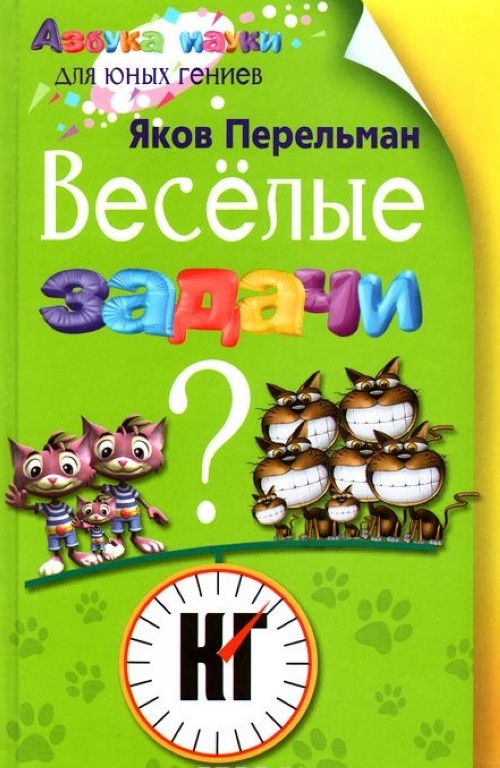 Азбука науки
для юных гениев
Яков Перельман
Весёлые
задачи
?
КГ